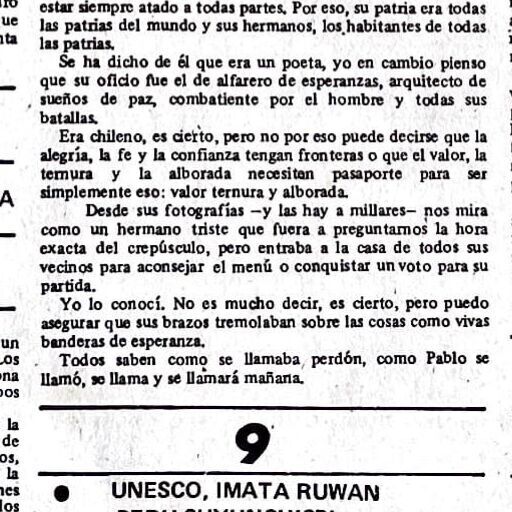 estar siempre atado a todas partes. Por eso, su patria era todas
las patrias del mundo y sus hermanos, los habitantes de todas
las patrias.
Se ha dicho de él que era un poeta, yo en cambio pienso
que su oficio fue el de alfarero de esperanzas, arquitecto de
sueños de paz, combatiente por el hombre y todas sus
batallas.
Era chileno, es cierto, pero no por eso puede decirse que la
alegría, la fe y la confianza tengan fronteras o que el valor, la
ternura y la alborada necesitan pasaporte para ser
simplemente eso: valor ternura y alborada.
Desde sus fotografías —y las hay a millares— nos mira
como un hermano triste que fuera a preguntarnos la hora
exacta del crepúsculo, pero entraba a la casa de todos sus
vecinos para aconsejar el menú o conquistar un voto para su
partida.
Yo lo conocí. No es mucho decir, es cierto, pero puedo
asegurar que sus brazos tremolaban sobre las cosas como vivas
banderas de esperanza.
Todos saben como se llamaba, perdón, como Pablo se
llamó, se llama y se llamará mañana.
9
● UNESCO, IMATA RUWAN
ue
A
un
la
de
os,
la